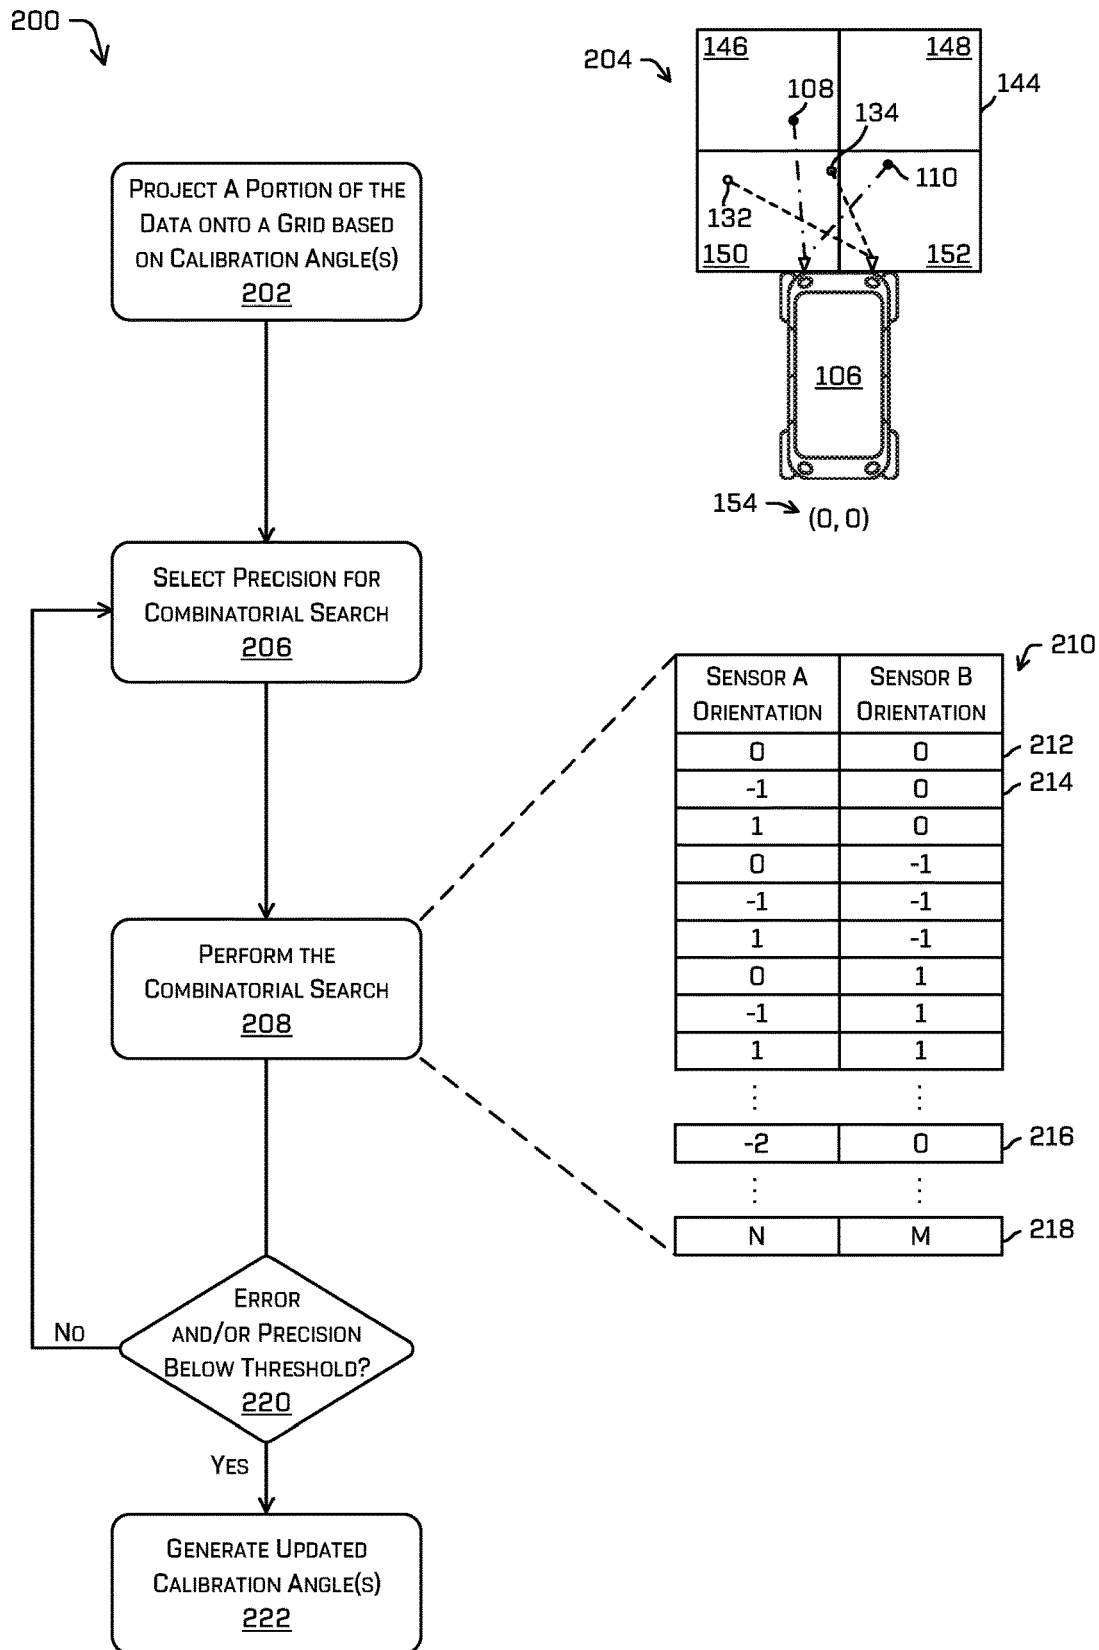 200
PROJECT A PORTION OF THE
DATA ONTO A GRID BASED
ON CALIBRATION ANGLE(S)
202
204
146
148
144
108
134
110
132
150
152
106
154
(0, 0)
SELECT PRECISION FOR
COMBINATORIAL SEARCH
206
PERFORM THE
COMBINATORIAL SEARCH
208
210
SENSOR A SENSOR B
ORIENTATION ORIENTATION
0 0 212
-1 0 214
1 0
0 -1
-1 -1
1 -1
0 1
-1 1
1 1
-2 0 216
N M 218
ERROR
AND/OR PRECISION
BELOW THRESHOLD?
220
NO
YES
GENERATE UPDATED
CALIBRATION ANGLE(S)
222